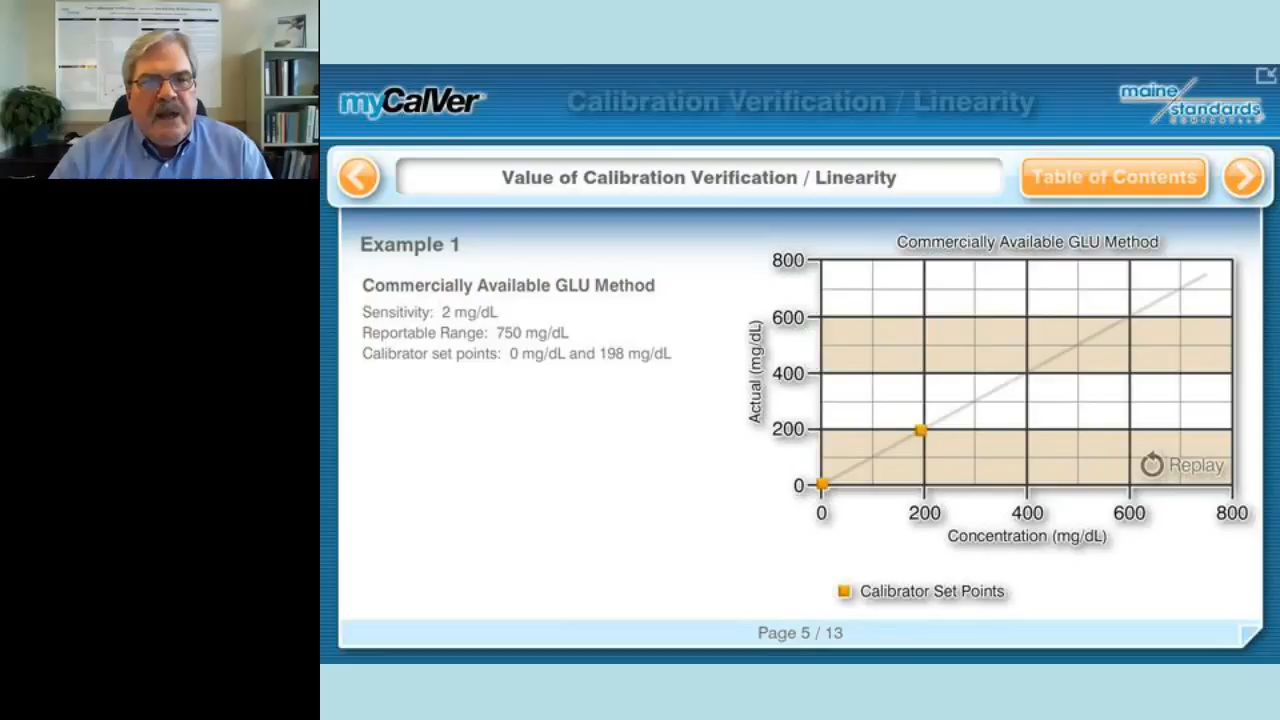 myCalVer
Calibration Verification / Linearity
maine
standards
COMPANY
Value of Calibration Verification / Linearity
Table of Contents
Example 1
Commercially Available GLU Method
Sensitivity: 2 mg/dL
Reportable Range: 750 mg/dL
Calibrator set points: 0 mg/dL and 198 mg/dL
Commercially Available GLU Method
800
600
400
200
0
Actual (mg/dL)
Replay
0 200 400 600 800
Concentration (mg/dL)
Calibrator Set Points
Page 5 / 13